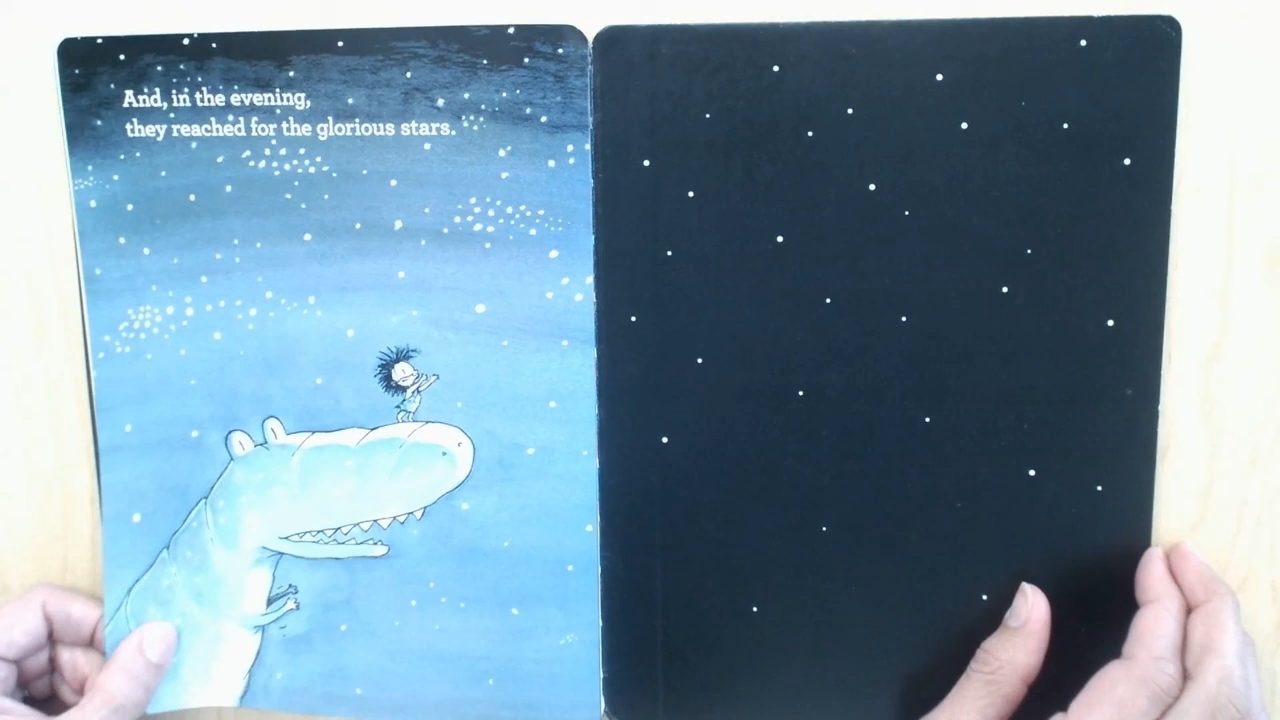 And, in the evening,
they reached for the glorious stars.